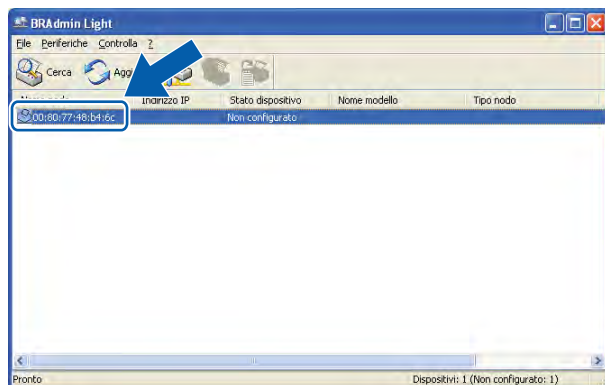 BRAdmin Light
File Periferiche Controlla ?
Cerca
Indirizzo IP Stato dispositivo Nome modello Tipo nodo
00:80:77:48:b4:6c Non configurato
Pronto Dispositivi: 1 (Non configurato: 1)